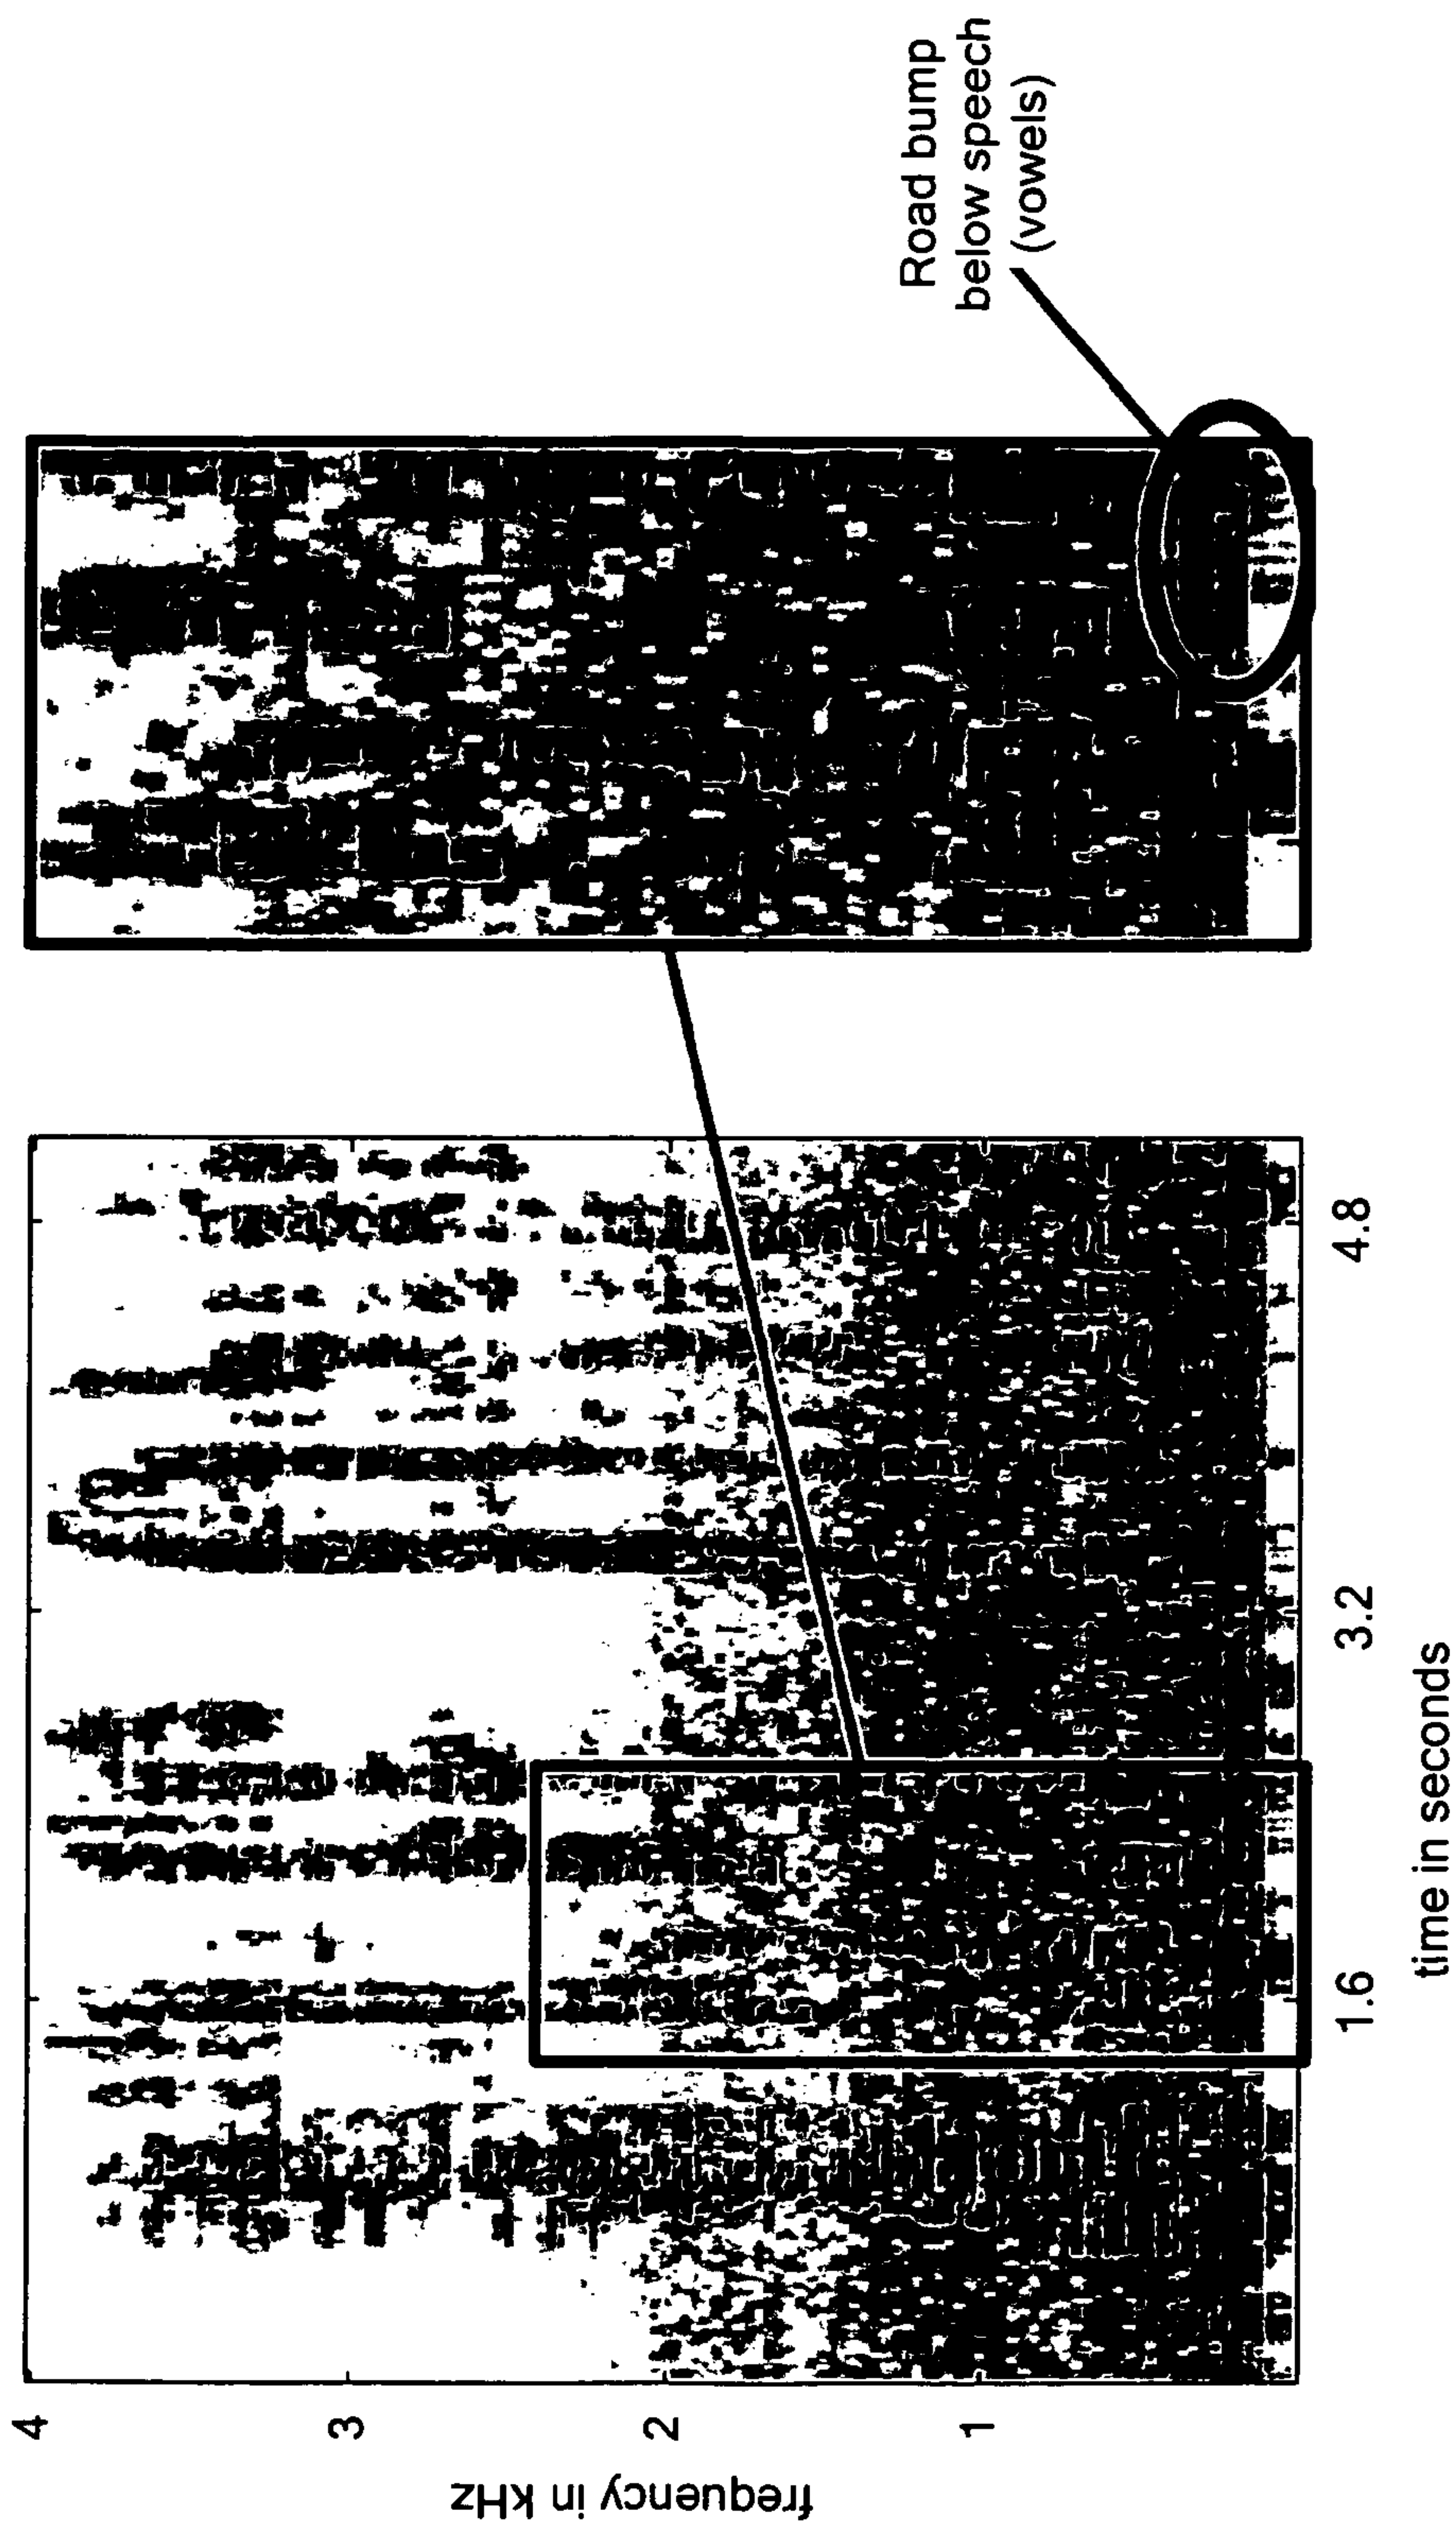 4
3
2
1
frequency in kHz
1.6
3.2
4.8
time in seconds
Road bump
below speech
(vowels)